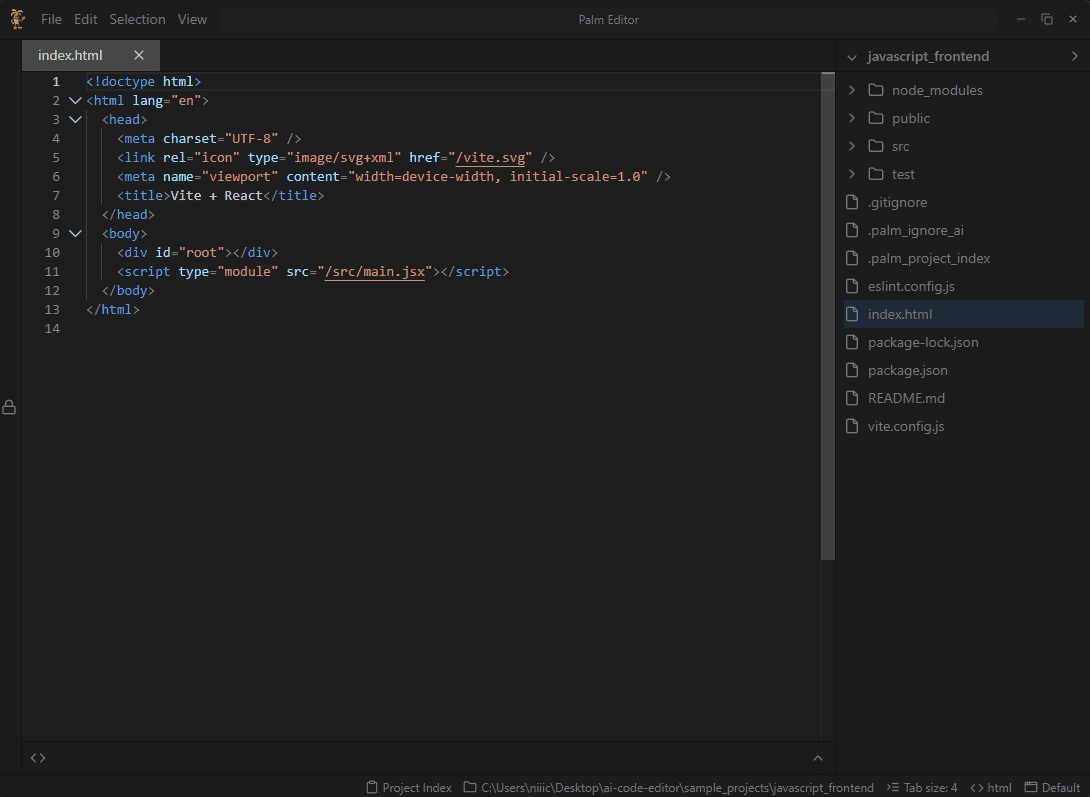 File Edit Selection View Palm Editor
index.html
1 <!doctype html>
2 <html lang="en">
3 <head>
4 <meta charset="UTF-8" />
5 <link rel="icon" type="image/svg+xml" href="/vite.svg" />
6 <meta name="viewport" content="width=device-width, initial-scale=1.0" />
7 <title>Vite + React</title>
8 </head>
9 <body>
10 <div id="root"></div>
11 <script type="module" src="/src/main.jsx"></script>
12 </body>
13 </html>
14
javascript_frontend
node_modules
public
src
test
.gitignore
.palm_ignore_ai
.palm_project_index
eslint.config.js
index.html
package-lock.json
package.json
README.md
vite.config.js
Project Index C:\Users\niiic\Desktop\ai-code-editor\sample_projects\javascript_frontend Tab size: 4 html Default